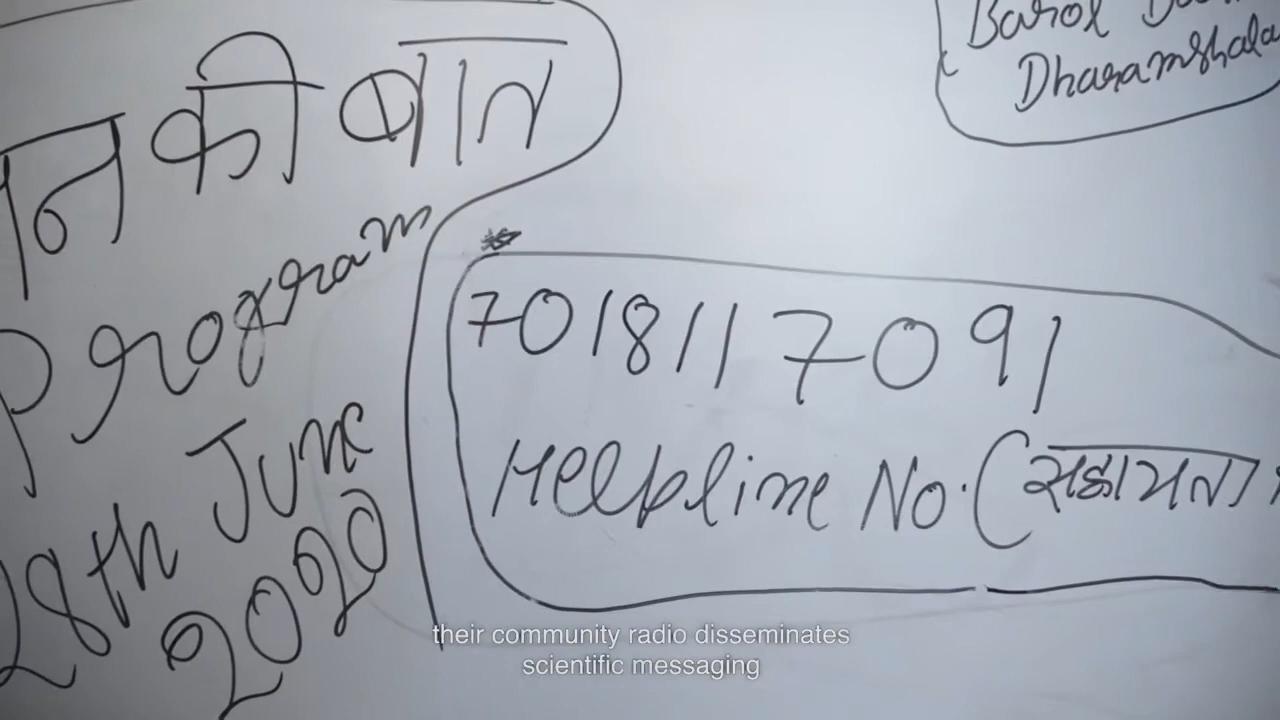 न की बात
Program
28th June
2020
Barol
Dharamshala
7018117091
Helpline No. (सहायता
their community radio disseminates
scientific messaging